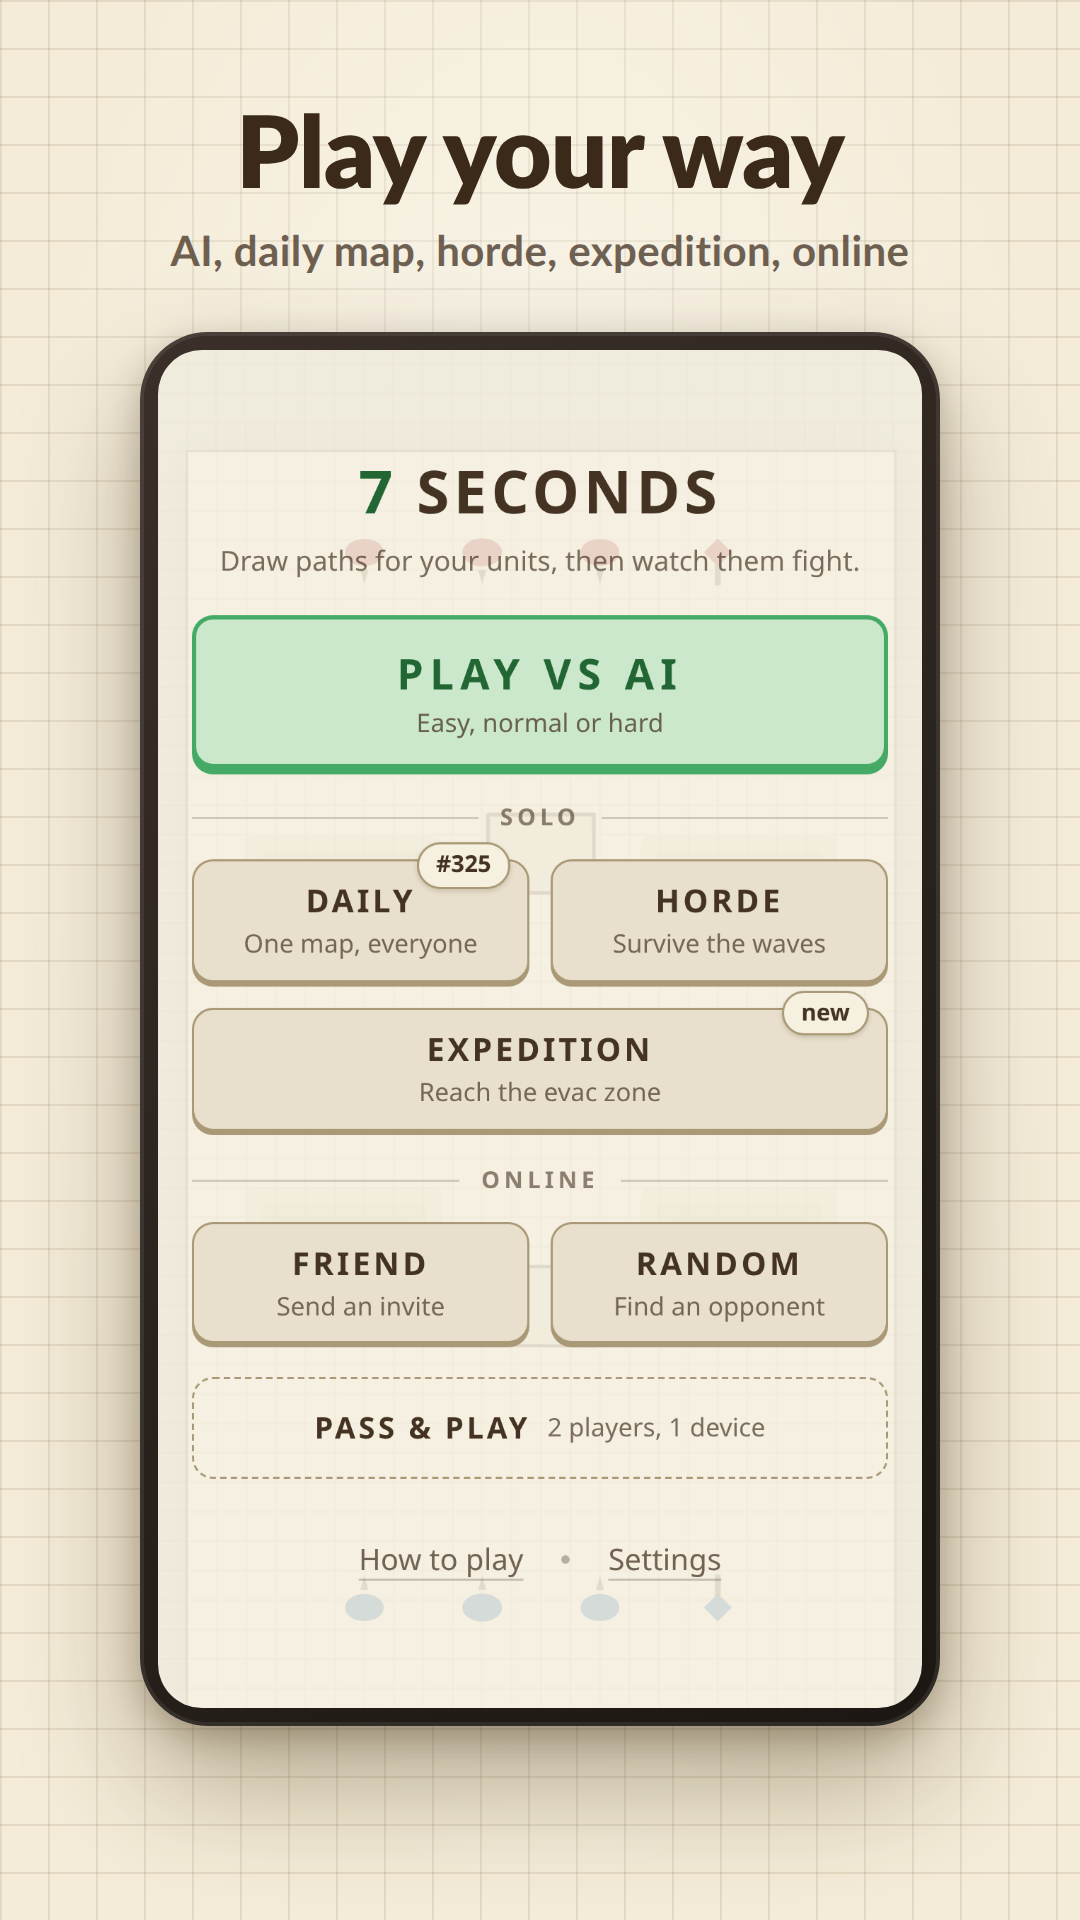 Play your way
AI, daily map, horde, expedition, online
7 SECONDS
Draw paths for your units, then watch them fight.
PLAY VS AI
Easy, normal or hard
SOLO
#325
DAILY
One map, everyone
HORDE
Survive the waves
new
EXPEDITION
Reach the evac zone
ONLINE
FRIEND
Send an invite
RANDOM
Find an opponent
PASS & PLAY 2 players, 1 device
How to play • Settings